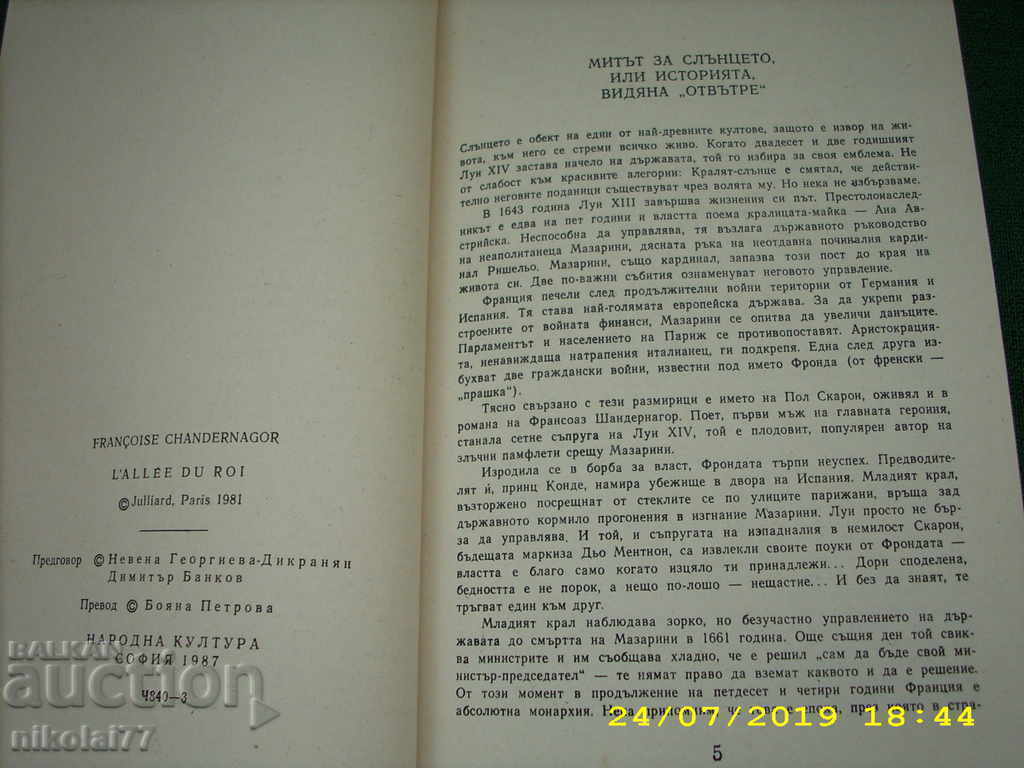 FRANÇOISE CHANDERNAGOR
L'ALLÉE DU ROI
©Julliard, Paris 1981
Предговор © Невена Георгиева-Дикранян
Димитър Банков
Превод © Бояна Петрова
НАРОДНА КУЛТУРА
СОФИЯ 1987
Ч840—3
BALKAN
auction
nikolai77
МИТЪТ ЗА СЛЪНЦЕТО,
ИЛИ ИСТОРИЯТА,
ВИДЯНА „ОТВЪТРЕ“
Слънцето е обект на един от най-древните култове, защото е извор на жи-
вота, към него се стреми всичко живо. Когато двадесет и две годишният
Луи XIV застава начело на държавата, той го избира за своя емблема. Не
от слабост към красивите алегории: Кралят-слънце е смятал, че действи-
телно неговите поданици съществуват чрез волята му. Но нека не избързваме.
В 1643 година Луи XIII завършва жизнения си път. Престолонаслед-
никът е едва на пет години и властта поема кралицата-майка — Ана Ав-
стрийска. Неспособна да управлява, тя възлага държавното ръководство
на неаполитанеца Мазарини, дясната ръка на неотдавна починалия карди-
нал Ришельо. Мазарини, също кардинал, запазва този пост до края на
живота си. Две по-важни събития ознаменуват неговото управление.
Франция печели след продължителни войни територии от Германия и
Испания. Тя става най-голямата европейска държава. За да укрепи раз-
строените от войната финанси, Мазарини се опитва да увеличи данъците.
Парламентът и населението на Париж се противопоставят. Аристокрация-
та, ненавиждаща натрапения италианец, ги подкрепя. Една след друга из-
бухват две граждански войни, известни под името Фронда (от френски —
„прашка“).
Тясно свързано с тези размирици е името на Пол Скарон, оживял и в
романа на Франсоаз Шандернагор. Поет, първи мъж на главната героиня,
станала сетне съпруга на Луи XIV, той е плодовит, популярен автор на
злъчни памфлети срещу Мазарини.
Изродила се в борба за власт, Фрондата търпи неуспех. Предводите-
лят ѝ, принц Конде, намира убежище в двора на Испания. Младият крал,
възторжено посрещнат от стеклите се по улиците парижани, връща зад
държавното кормило прогонения в изгнание Мазарини. Луи просто не бър-
за да управлява. И той, и съпругата на изпадналия в немилост Скарон,
бъдещата маркиза Дьо Ментнон, са извлекли своите поуки от Фрондата —
властта е благо само когато изцяло ти принадлежи... Дори споделена,
бедността е не порок, а нещо по-лошо — нещастие... И без да знаят, те
тръгват един към друг.
Младият крал наблюдава зорко, но безучастно управлението на дър-
жавата до смъртта на Мазарини в 1661 година. Още същия ден той свик-
ва министрите и им съобщава хладно, че е решил „сам да бъде свой ми-
нистър-председател“ — те нямат право да вземат каквото и да е решение.
От този момент в продължение на петдесет и четири години Франция е
абсолютна монархия. Нека припомним, че това е епоха, през която в стра-
24/07/2019 18:44
5